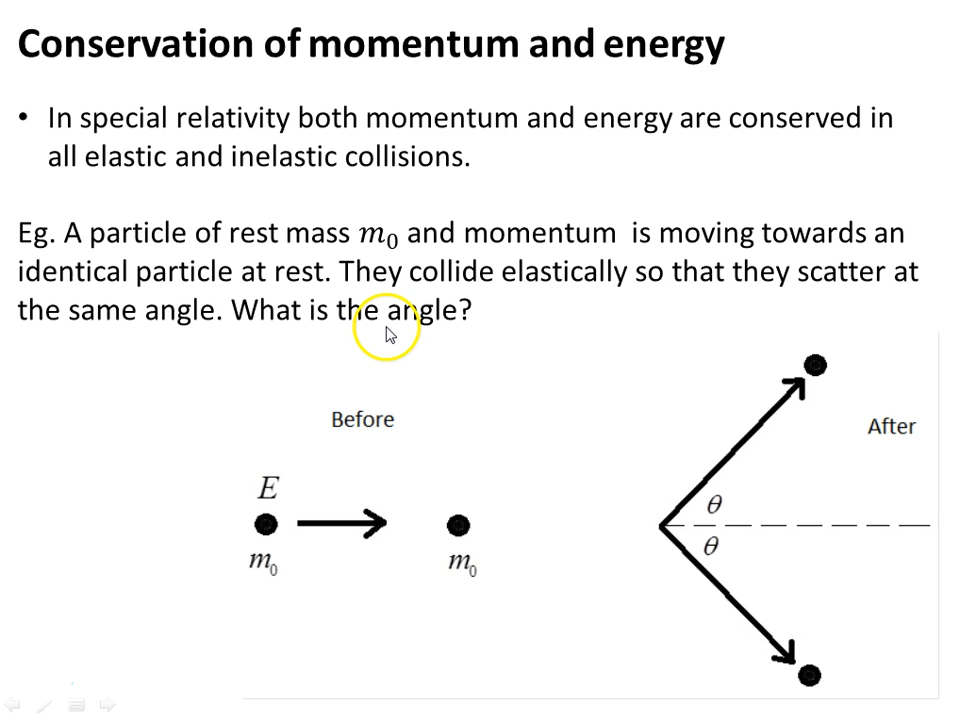 Conservation of momentum and energy
• In special relativity both momentum and energy are conserved in
all elastic and inelastic collisions.
Eg. A particle of rest mass m₀ and momentum  is moving towards an
identical particle at rest. They collide elastically so that they scatter at
the same angle. What is the angle?
Before
After
E
m₀
m₀
θ
θ